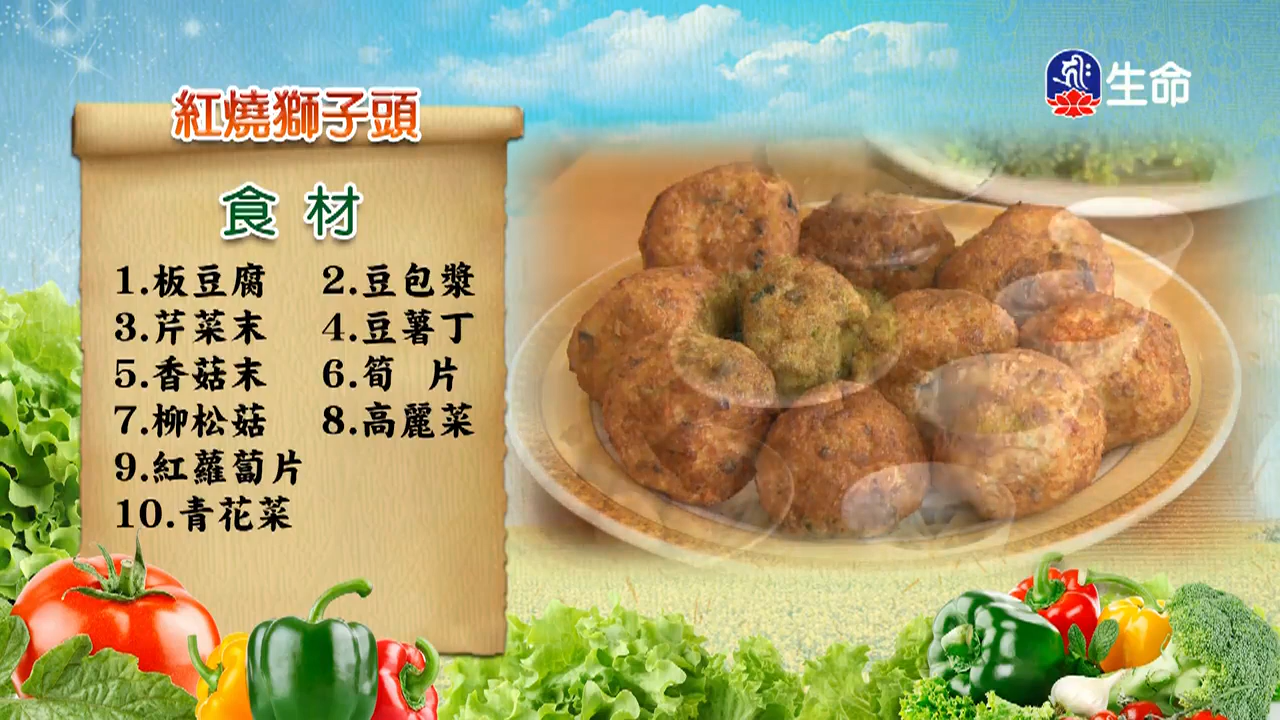 生命
紅燒獅子頭
食 材
1.板豆腐 2.豆包漿
3.芹菜末 4.豆薯丁
5.香菇末 6.筍 片
7.柳松菇 8.高麗菜
9.紅蘿蔔片
10.青花菜